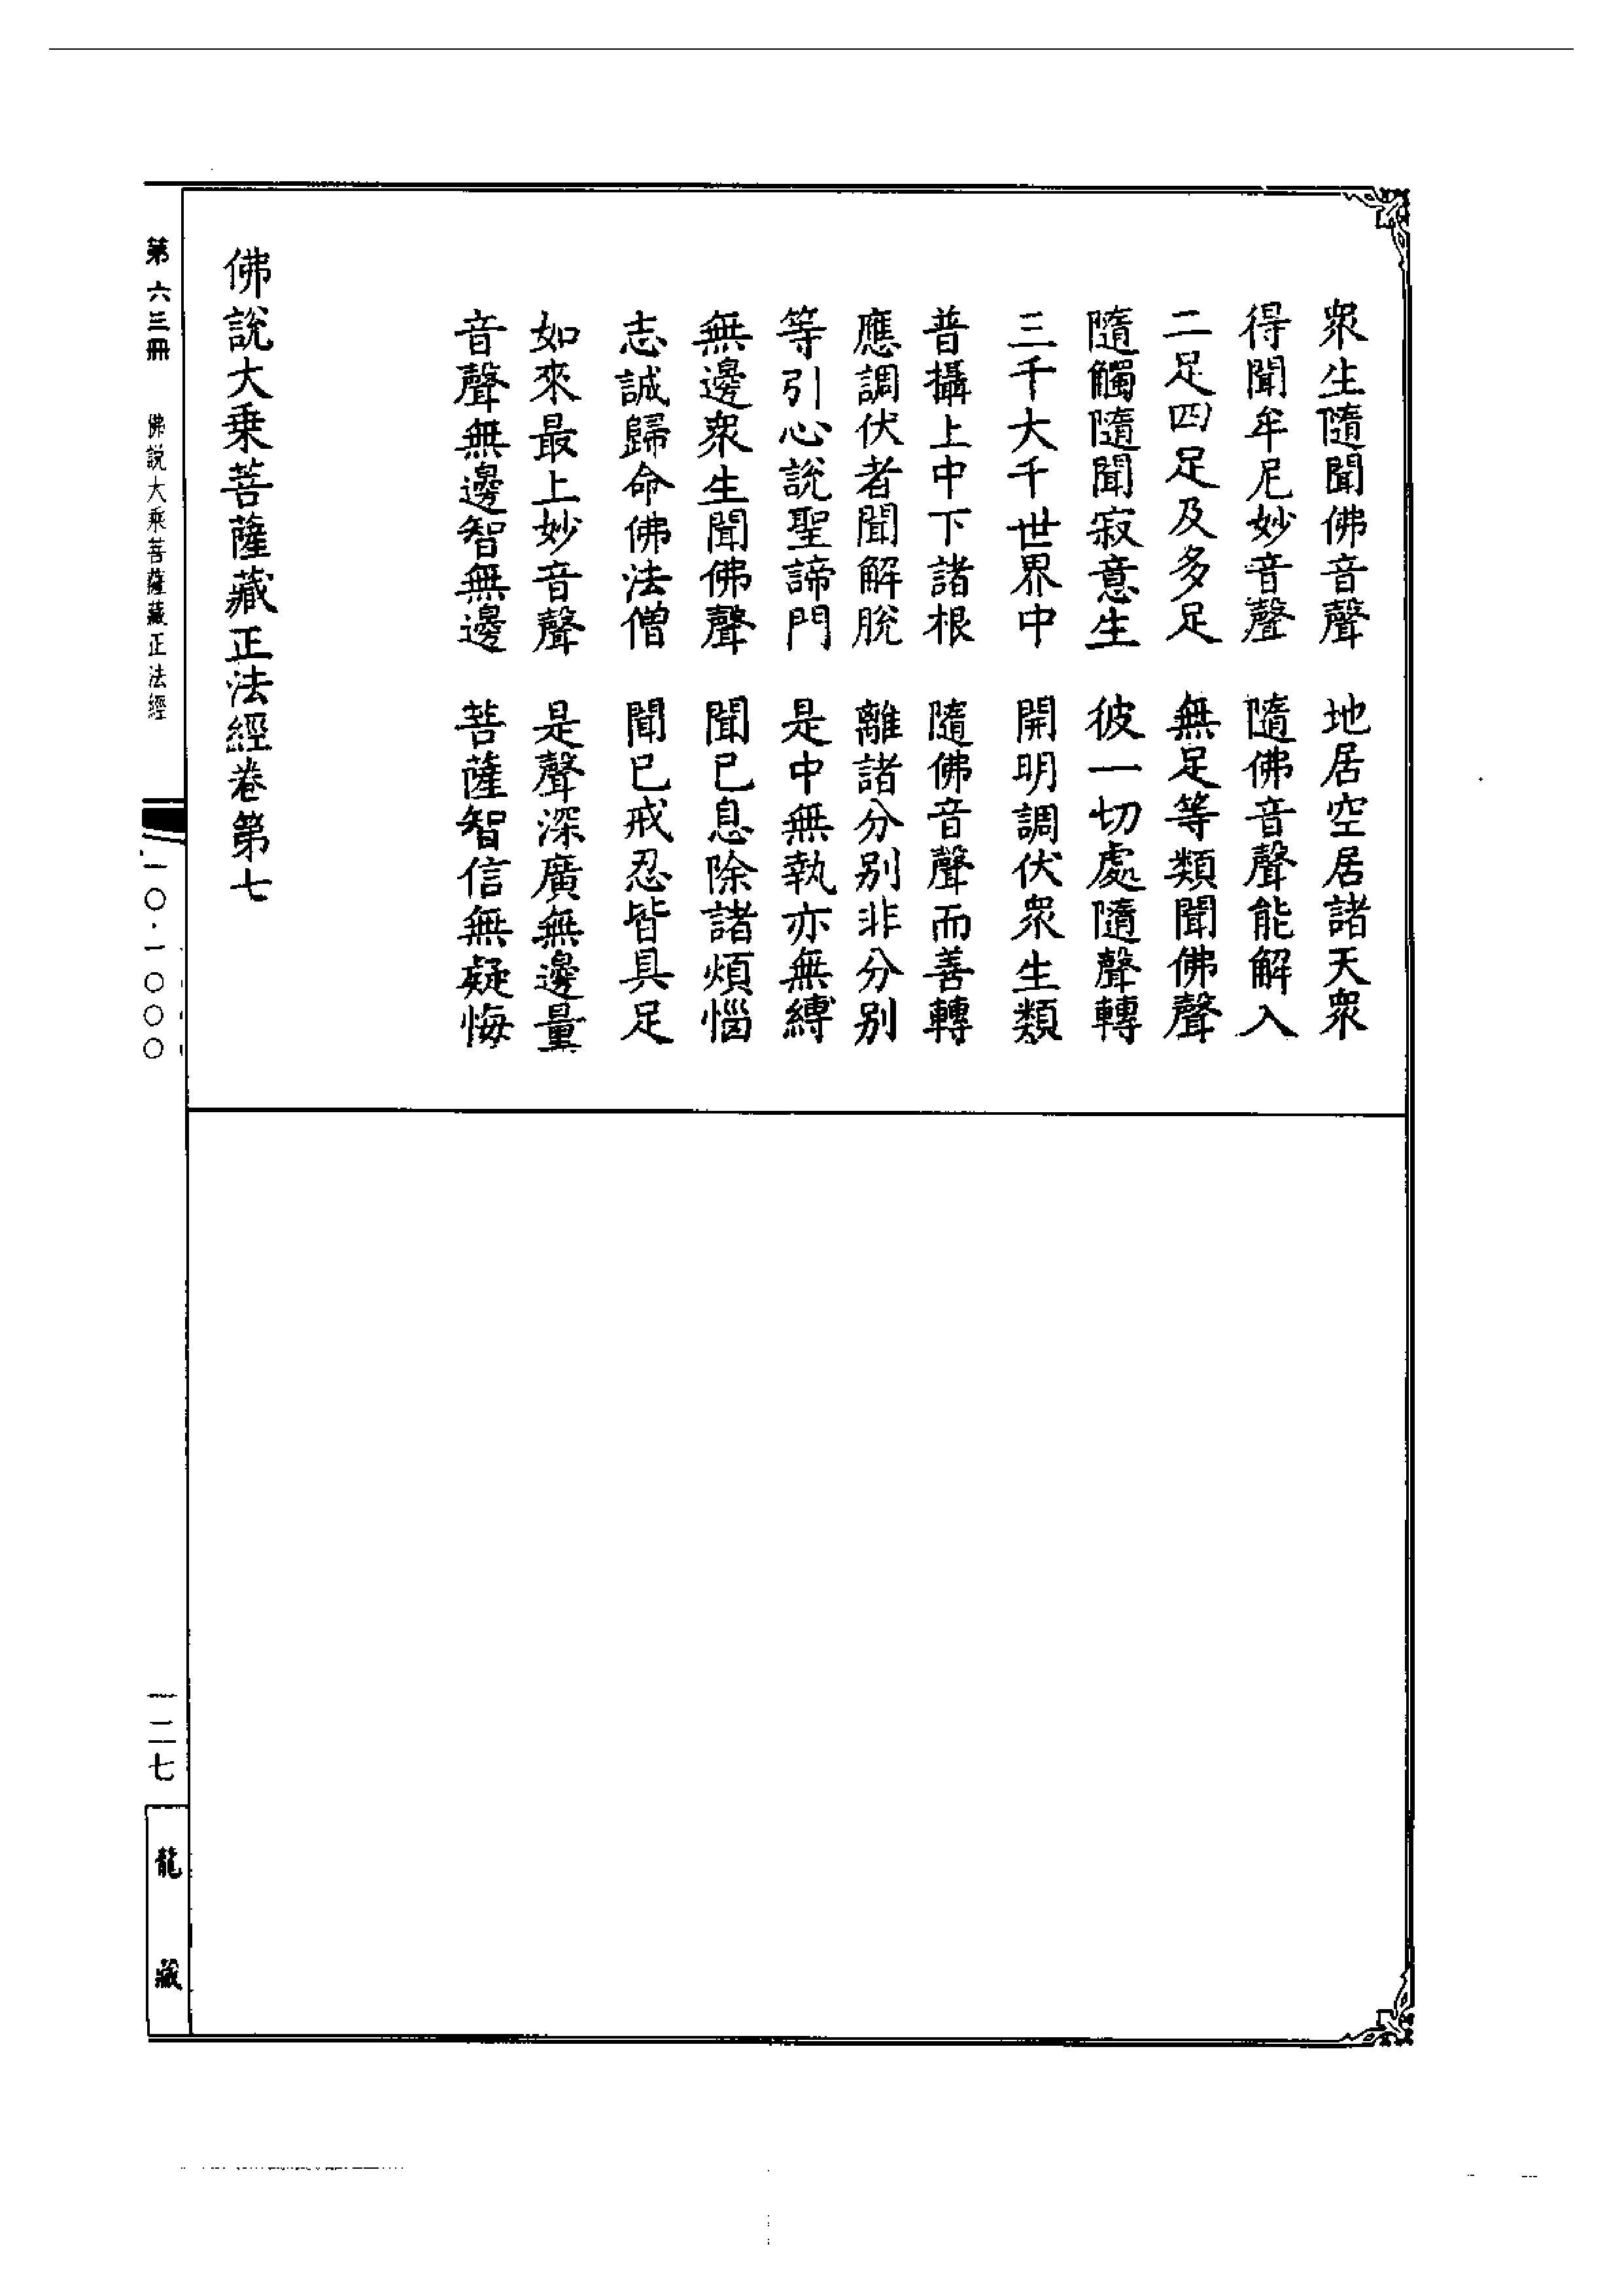 眾生隨聞佛音聲　地居空居諸天眾
得聞牟尼妙音聲　隨佛音聲能解入
二足四足及多足　無足等類聞佛聲
隨觸隨聞寂意生　彼一切處隨聲轉
三千大千世界中　開明調伏眾生類
普攝上中下諸根　隨佛音聲而善轉
應調伏者聞解脫　離諸分別非分別
等引心說聖諦門　是中無執亦無縛
無邊眾生聞佛聲　聞已息除諸煩惱
志誠歸命佛法僧　聞已戒忍皆具足
如來最上妙音聲　是聲深廣無邊量
音聲無邊智無邊　菩薩智信無疑悔
佛說大乘菩薩藏正法經卷第七
第六三冊　佛說大乘菩薩藏正法經
一〇·一〇〇〇
一二七
龍藏